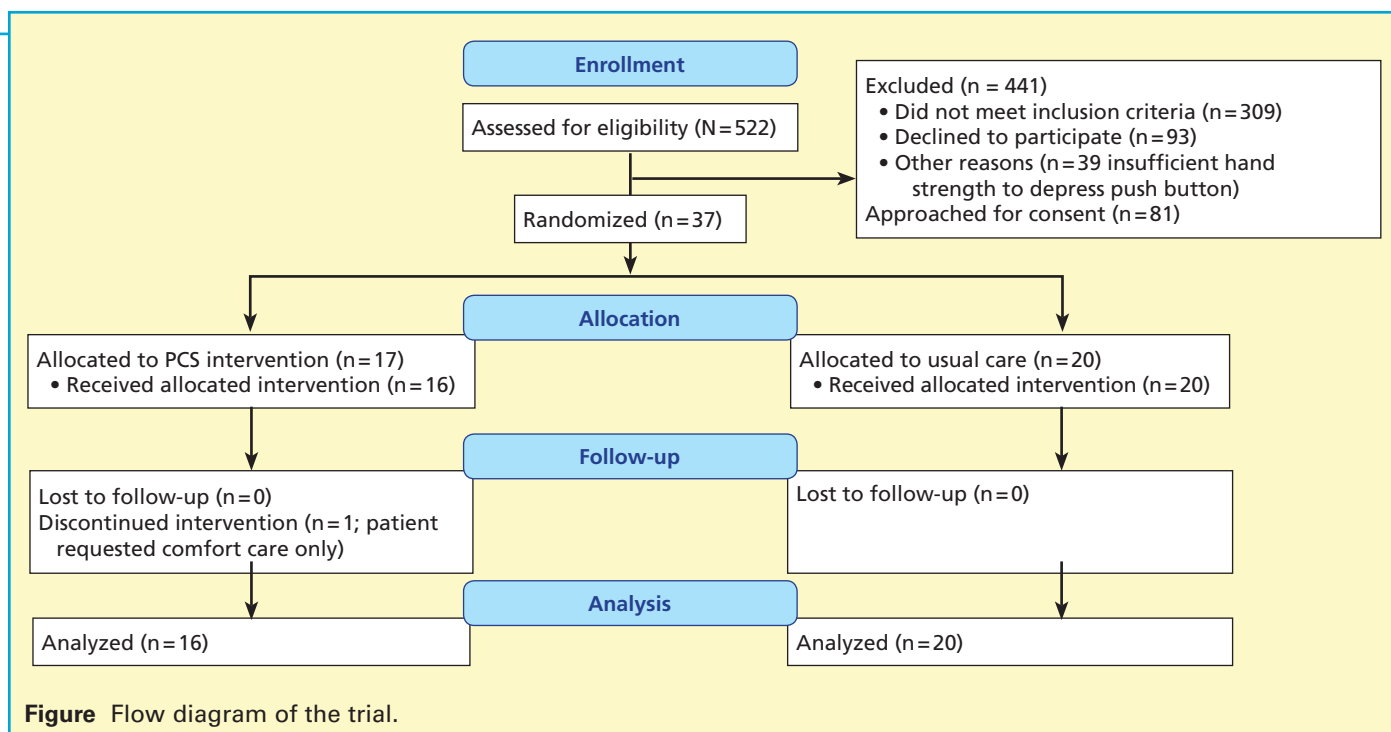 Enrollment
Assessed for eligibility (N=522)
Excluded (n = 441)
• Did not meet inclusion criteria (n=309)
• Declined to participate (n=93)
• Other reasons (n=39 insufficient hand
strength to depress push button)
Approached for consent (n=81)
Randomized (n=37)
Allocation
Allocated to PCS intervention (n=17)
• Received allocated intervention (n=16)
Allocated to usual care (n=20)
• Received allocated intervention (n=20)
Follow-up
Lost to follow-up (n=0)
Discontinued intervention (n=1; patient
requested comfort care only)
Lost to follow-up (n=0)
Analysis
Analyzed (n=16)
Analyzed (n=20)
Figure Flow diagram of the trial.